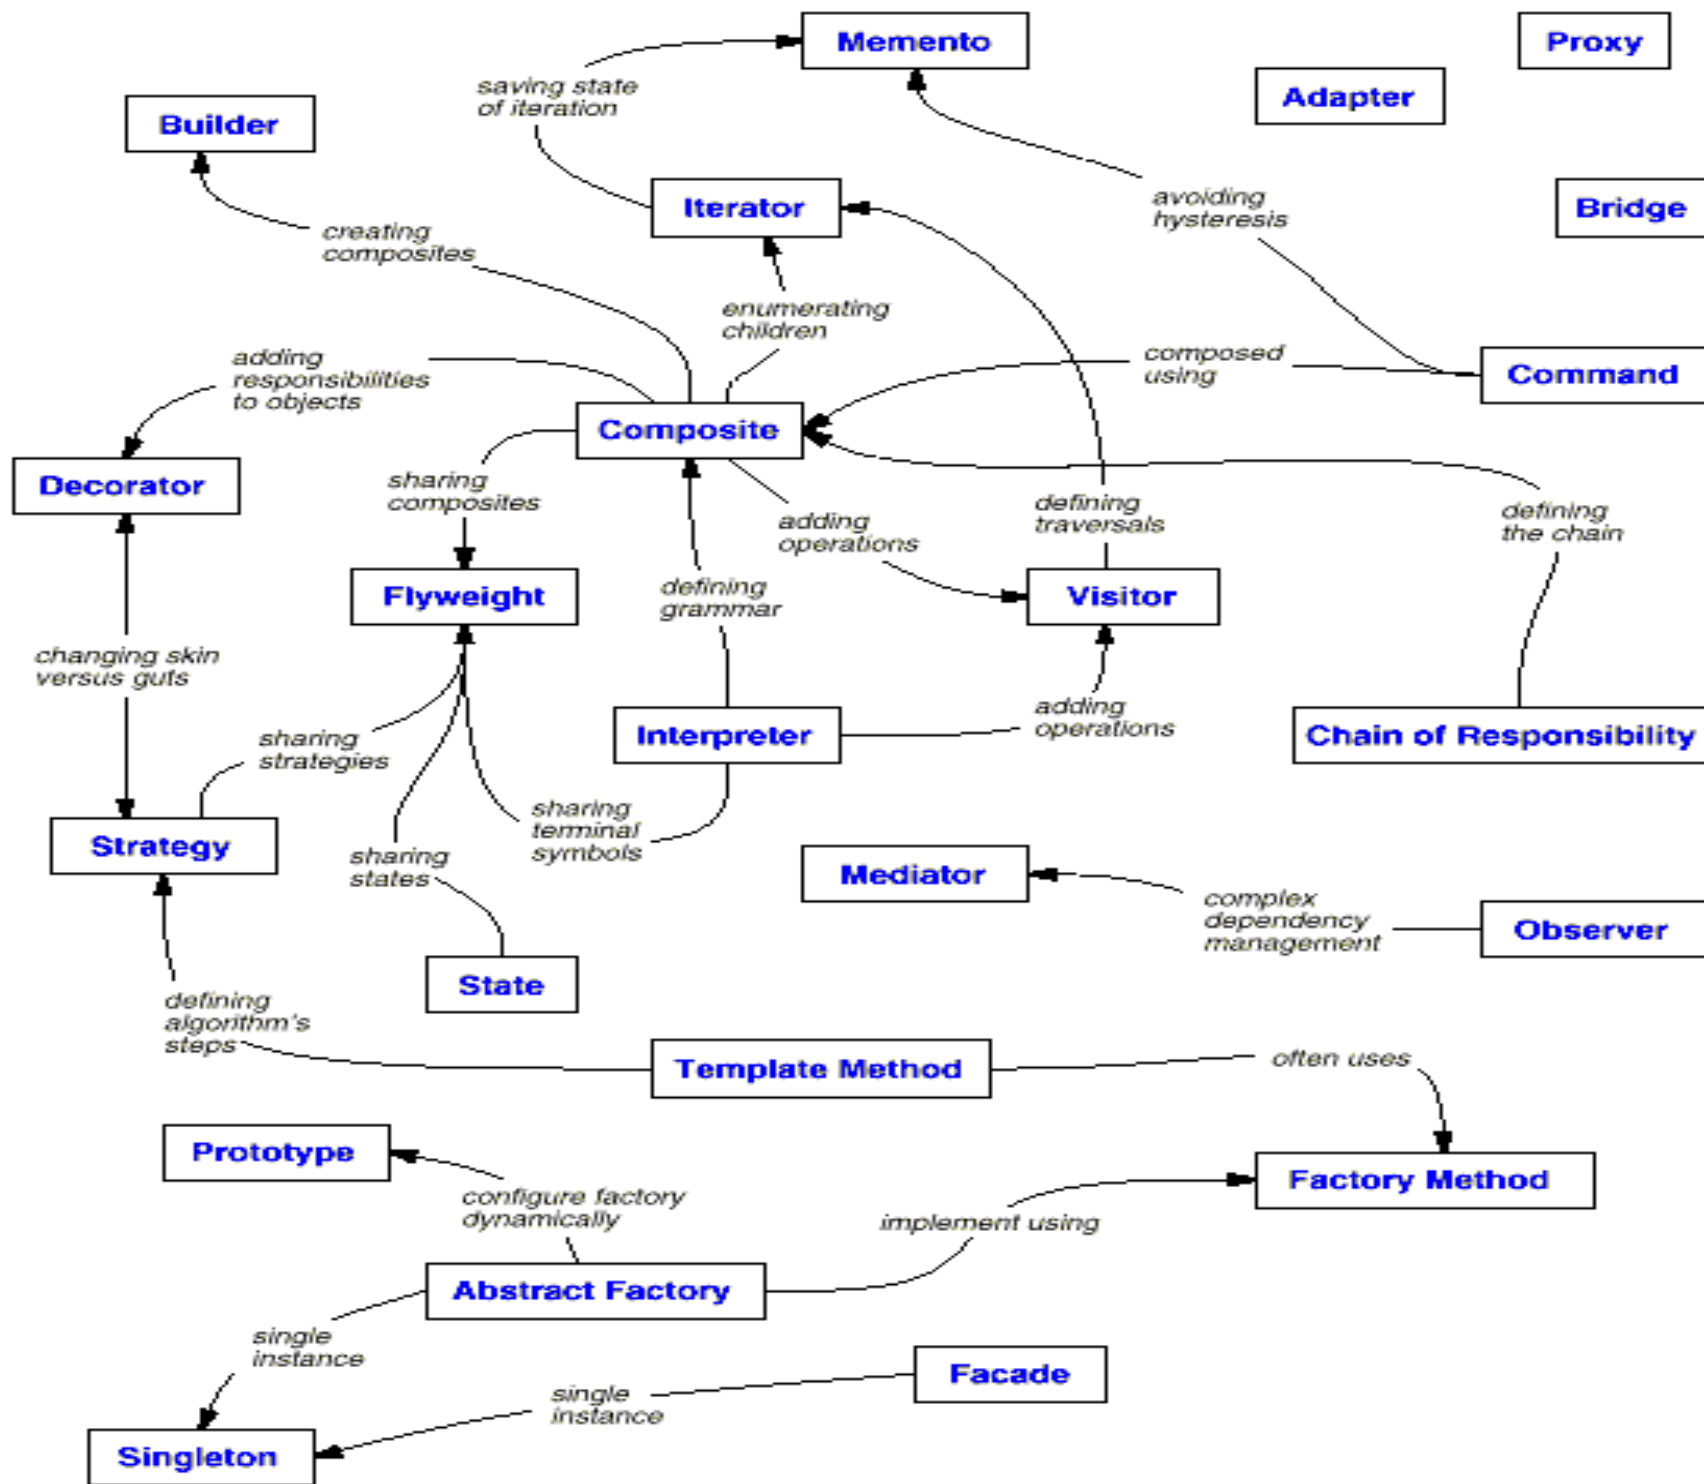 Memento
Proxy
Adapter
saving state
of iteration
Builder
Iterator
avoiding
hysteresis
Bridge
creating
composites
enumerating
children
adding
responsibilities
to objects
composed
using
Command
Composite
Decorator
sharing
composites
adding
operations
defining
traversals
defining
the chain
Flyweight
defining
grammar
Visitor
changing skin
versus guts
sharing
strategies
Interpreter
adding
operations
Chain of Responsibility
sharing
terminal
symbols
Strategy
sharing
states
Mediator
complex
dependency
management
Observer
State
defining
algorithm's
steps
Template Method
often uses
Prototype
Factory Method
configure factory
dynamically
implement using
Abstract Factory
single
instance
Facade
single
instance
Singleton